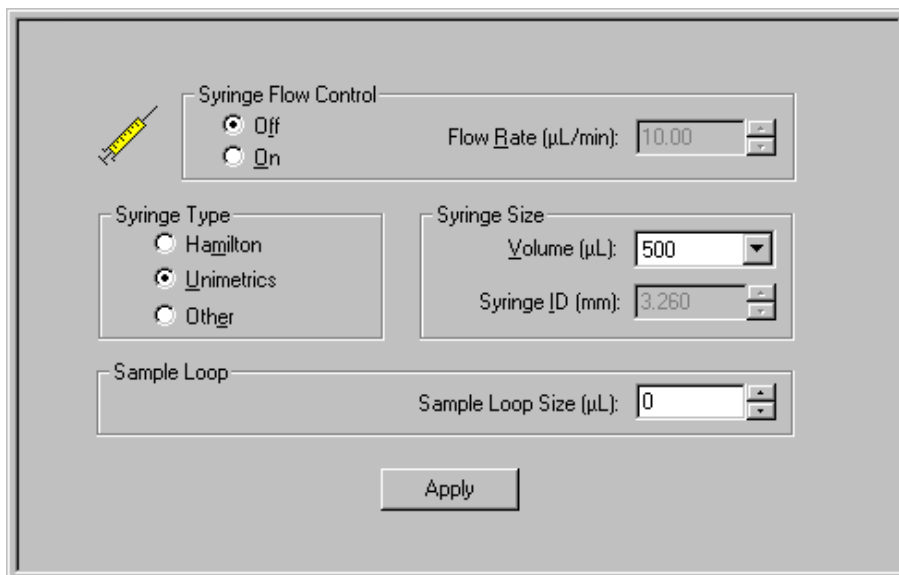 Syringe Flow Control
Off
On
Flow Rate (µL/min): 10.00
Syringe Type
Hamilton
Unimetrics
Other
Syringe Size
Volume (µL): 500
Syringe ID (mm): 3.260
Sample Loop
Sample Loop Size (µL): 0
Apply